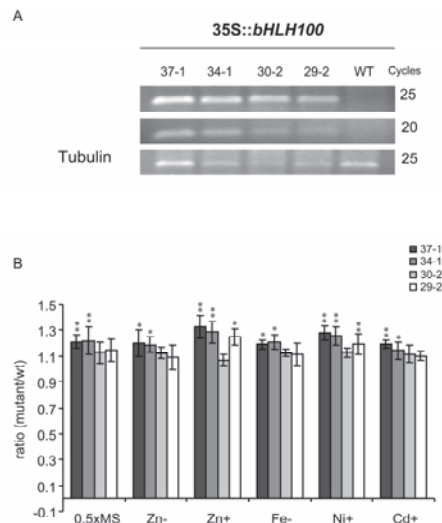 A
35S::bHLH100
37-1 34-1 30-2 29-2 WT Cycles
25
20
Tubulin 25
B
37-1
34-1
30-2
29-2
ratio (mutant/wt)
1.5
1.3
1.1
0.9
0.7
0.5
0.3
1.1
-0.1
** ** * * ** ** * * * ** ** ** ** *
0.5xMS Zn- Zn+ Fe- Ni+ Cd+